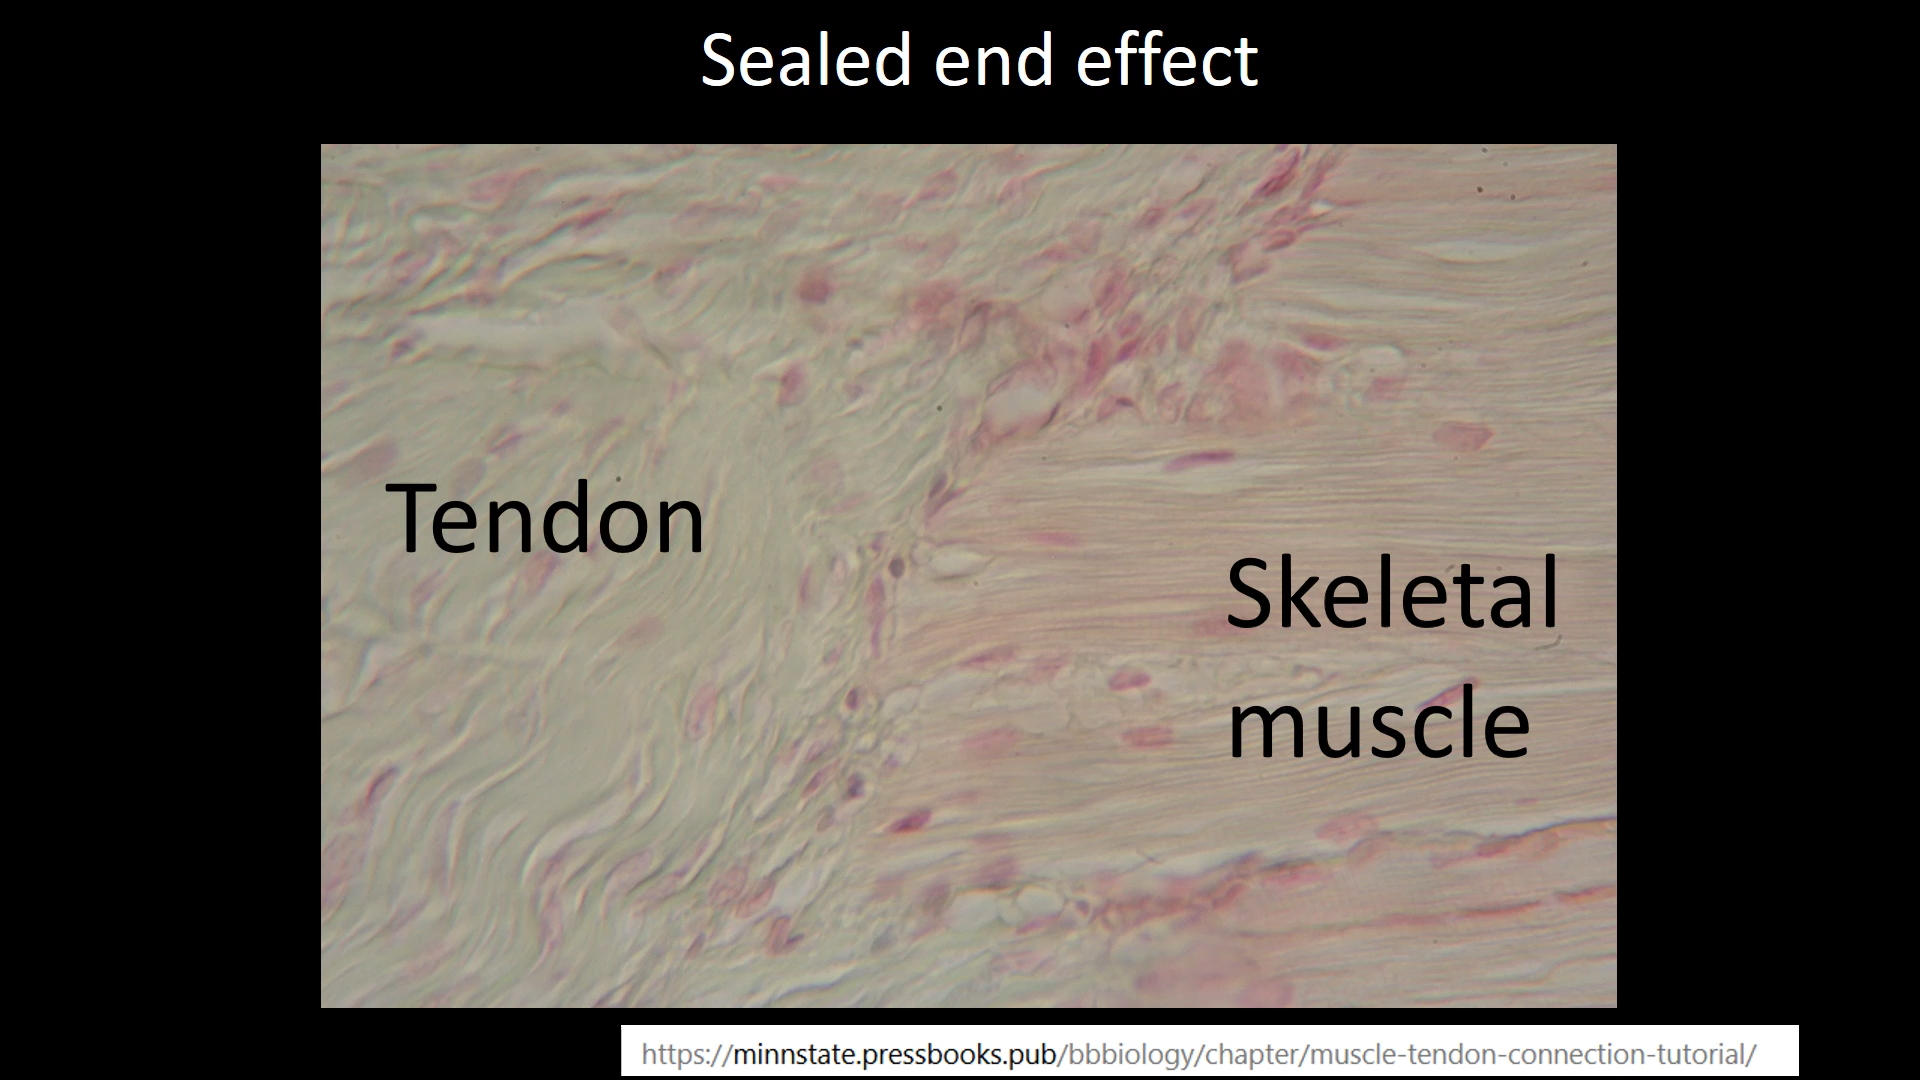 Sealed end effect
Tendon
Skeletal
muscle
https://minnstate.pressbooks.pub/bbbiology/chapter/muscle-tendon-connection-tutorial/